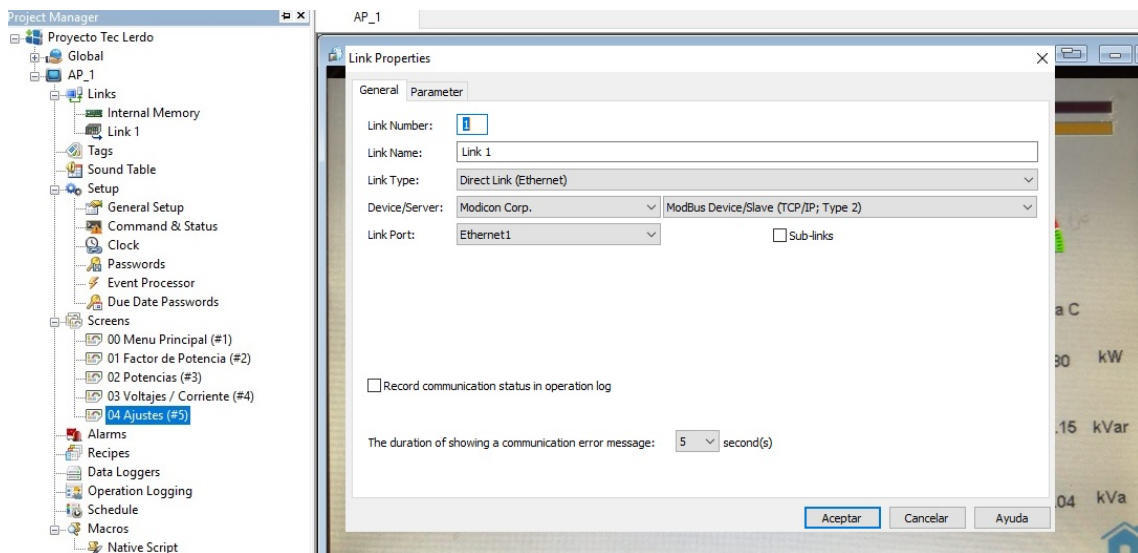 Project Manager
Proyecto Tec Lerdo
Global
AP_1
Links
Internal Memory
Link 1
Tags
Sound Table
Setup
General Setup
Command & Status
Clock
Passwords
Event Processor
Due Date Passwords
Screens
00 Menu Principal (#1)
01 Factor de Potencia (#2)
02 Potencias (#3)
03 Voltajes / Corriente (#4)
04 Ajustes (#5)
Alarms
Recipes
Data Loggers
Operation Logging
Schedule
Macros
Native Script
AP_1
Link Properties
General Parameter
Link Number: 1
Link Name: Link 1
Link Type: Direct Link (Ethernet)
Device/Server: Modicon Corp. ModBus Device/Slave (TCP/IP; Type 2)
Link Port: Ethernet1 Sub-links
Record communication status in operation log
The duration of showing a communication error message: 5 second(s)
Aceptar Cancelar Ayuda
a C
30 kW
.15 kVar
.04 kVa